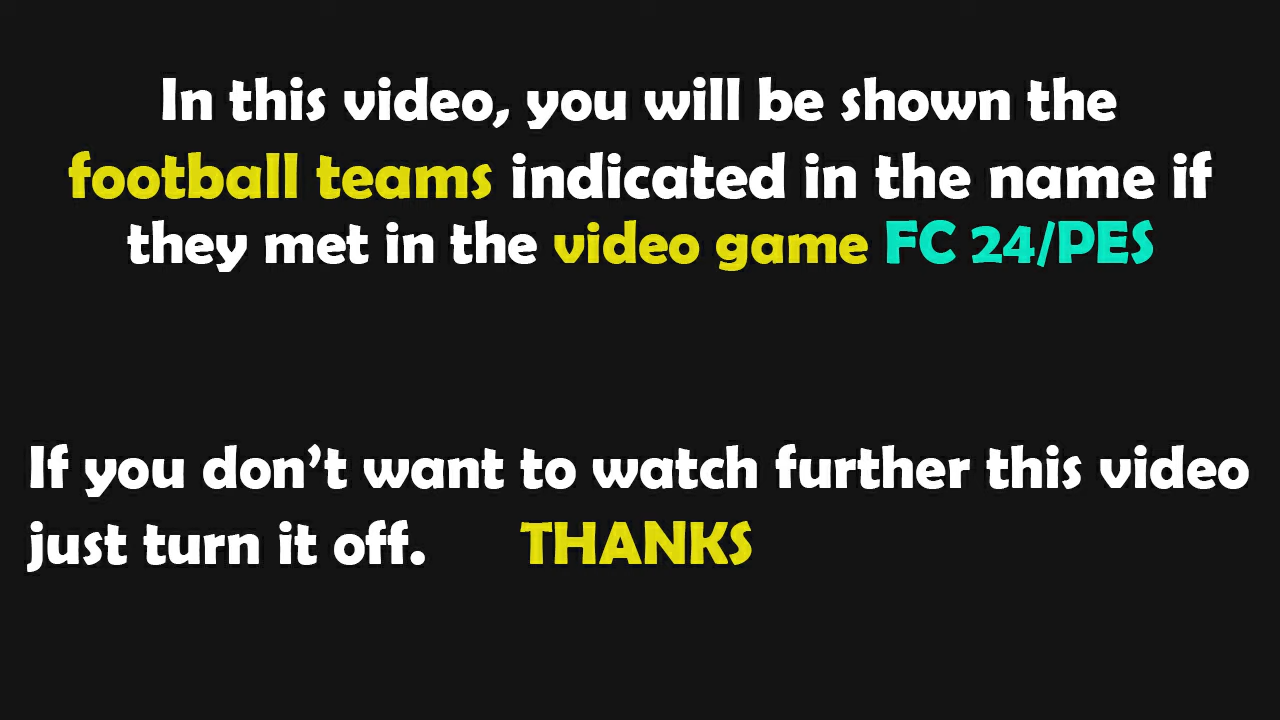 In this video, you will be shown the
football teams indicated in the name if
they met in the video game FC 24/PES
If you don't want to watch further this video
just turn it off. THANKS